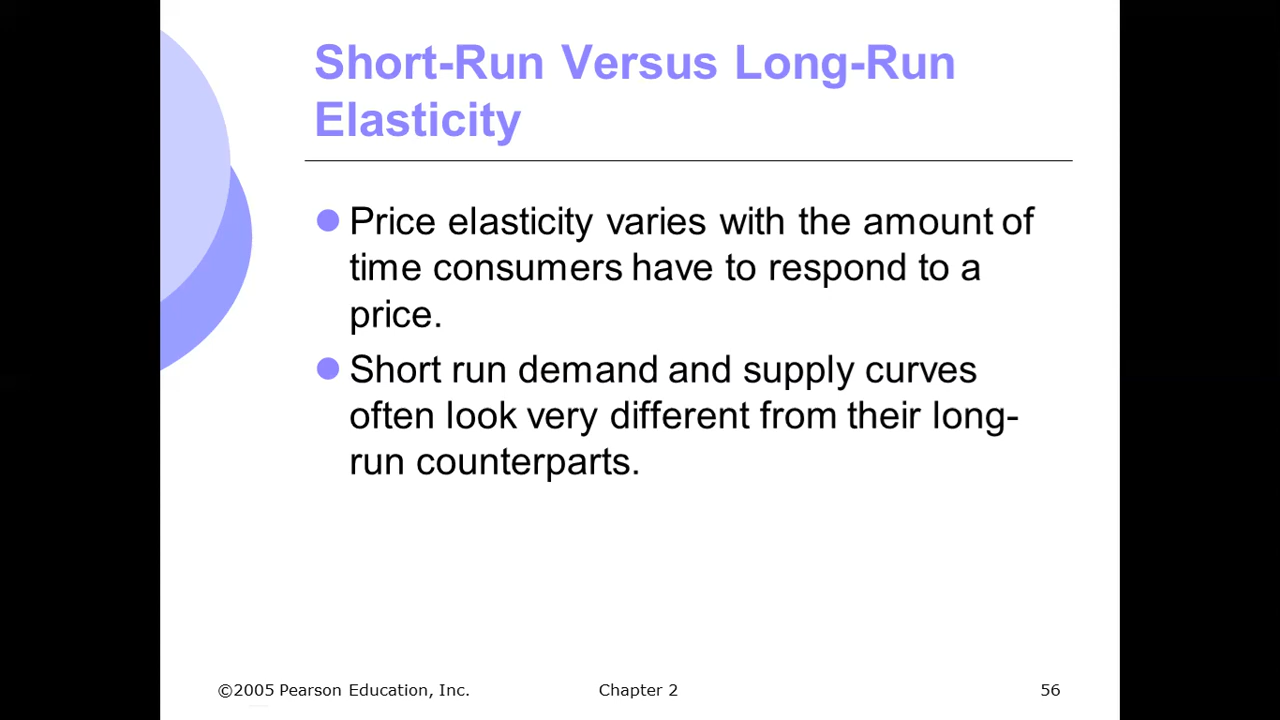 Short-Run Versus Long-Run
Elasticity
Price elasticity varies with the amount of
time consumers have to respond to a
price.
Short run demand and supply curves
often look very different from their long-
run counterparts.
©2005 Pearson Education, Inc.
Chapter 2
56